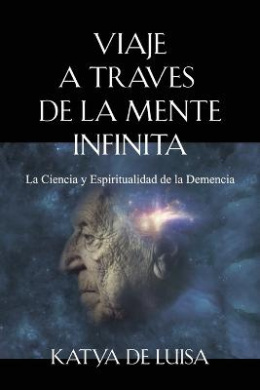 VIAJE
A TRAVES
DE LA MENTE
INFINITA
La Ciencia y Espiritualidad de la Demencia
KATYA DE LUISA